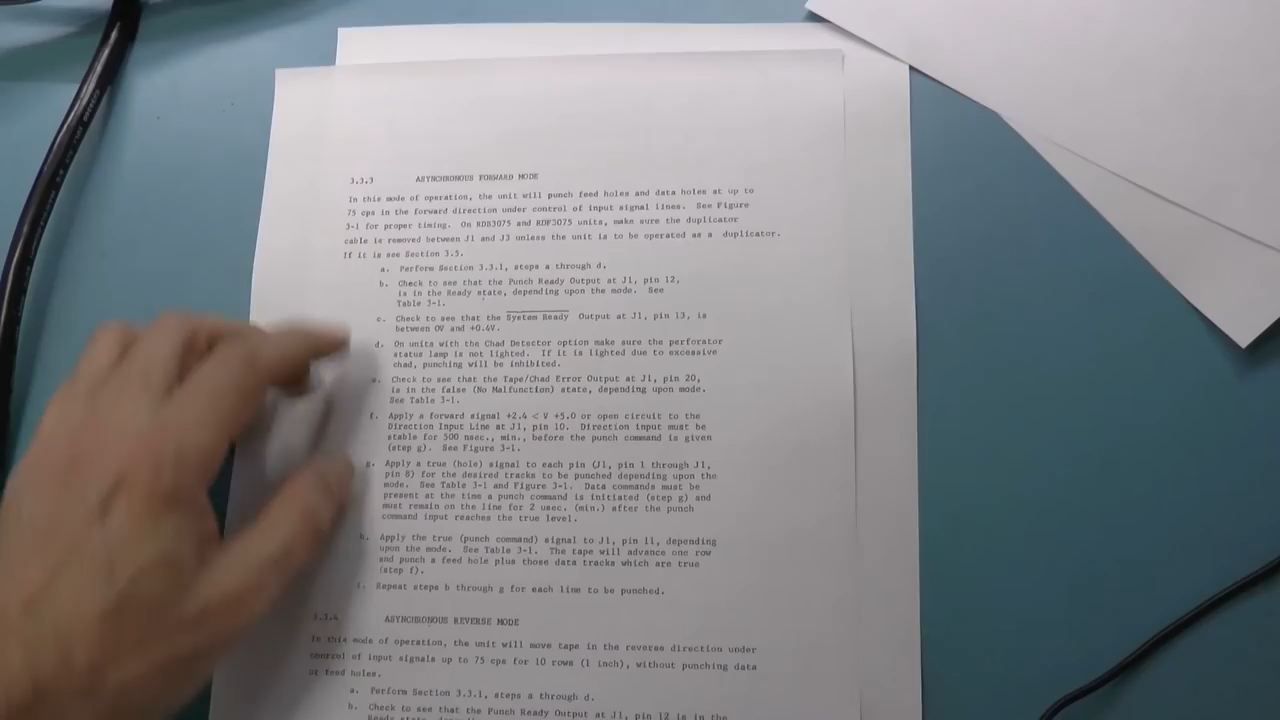 3.3.3 ASYNCHRONOUS FORWARD MODE
In this mode of operation, the unit will punch feed holes and data holes at up to
75 cps in the forward direction under control of input signal lines. See Figure
3-1 for proper timing. On RDB3075 and RDF3075 units, make sure the duplicator
cable is removed between J1 and J3 unless the unit is to be operated as a duplicator.
If it is see Section 3.5.
a. Perform Section 3.3.1, steps a through d.
b. Check to see that the Punch Ready Output at J1, pin 12,
is in the Ready state, depending upon the mode. See
Table 3-1.
c. Check to see that the System Ready Output at J1, pin 13, is
between 0V and +0.4V.
d. On units with the Chad Detector option make sure the perforator
status lamp is not lighted. If it is lighted due to excessive
chad, punching will be inhibited.
e. Check to see that the Tape/Chad Error Output at J1, pin 20,
is in the false (No Malfunction) state, depending upon mode.
See Table 3-1.
f. Apply a forward signal +2.4 < V +5.0 or open circuit to the
Direction Input Line at J1, pin 10. Direction input must be
stable for 500 nsec., min., before the punch command is given
(step g). See Figure 3-1.
g. Apply a true (hole) signal to each pin (J1, pin 1 through J1,
pin 8) for the desired tracks to be punched depending upon the
mode. See Table 3-1 and Figure 3-1. Data commands must be
present at the time a punch command is initiated (step g) and
must remain on the line for 2 usec. (min.) after the punch
command input reaches the true level.
h. Apply the true (punch command) signal to J1, pin 11, depending
upon the mode. See Table 3-1. The tape will advance one row
and punch a feed hole plus those data tracks which are true
(step f).
i. Repeat steps b through g for each line to be punched.
3.3.4 ASYNCHRONOUS REVERSE MODE
In this mode of operation, the unit will move tape in the reverse direction under
control of input signals up to 75 cps for 10 rows (1 inch), without punching data
or feed holes.
a. Perform Section 3.3.1, steps a through d.
b. Check to see that the Punch Ready Output at J1, pin 12 is in the
Ready state,